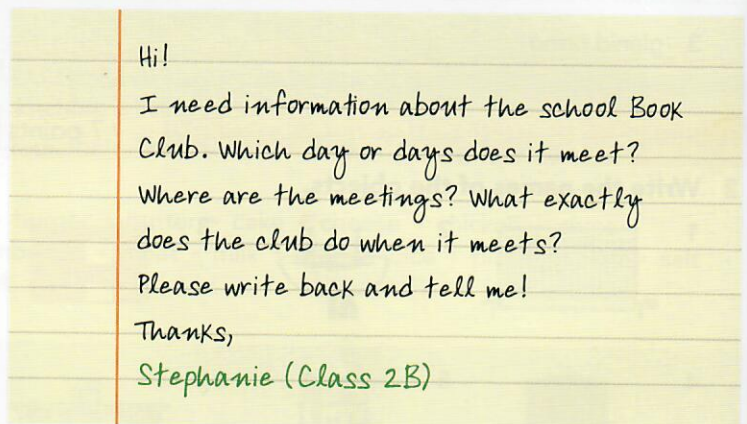 Hi!
I need information about the school Book
Club. Which day or days does it meet?
Where are the meetings? What exactly
does the club do when it meets?
Please write back and tell me!
Thanks,
Stephanie (Class 2B)